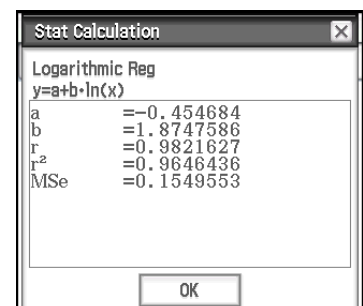 Stat Calculation
Logarithmic Reg
y=a+b·ln(x)
a =-0.454684
b =1.8747586
r =0.9821627
r² =0.9646436
MSe =0.1549553
OK